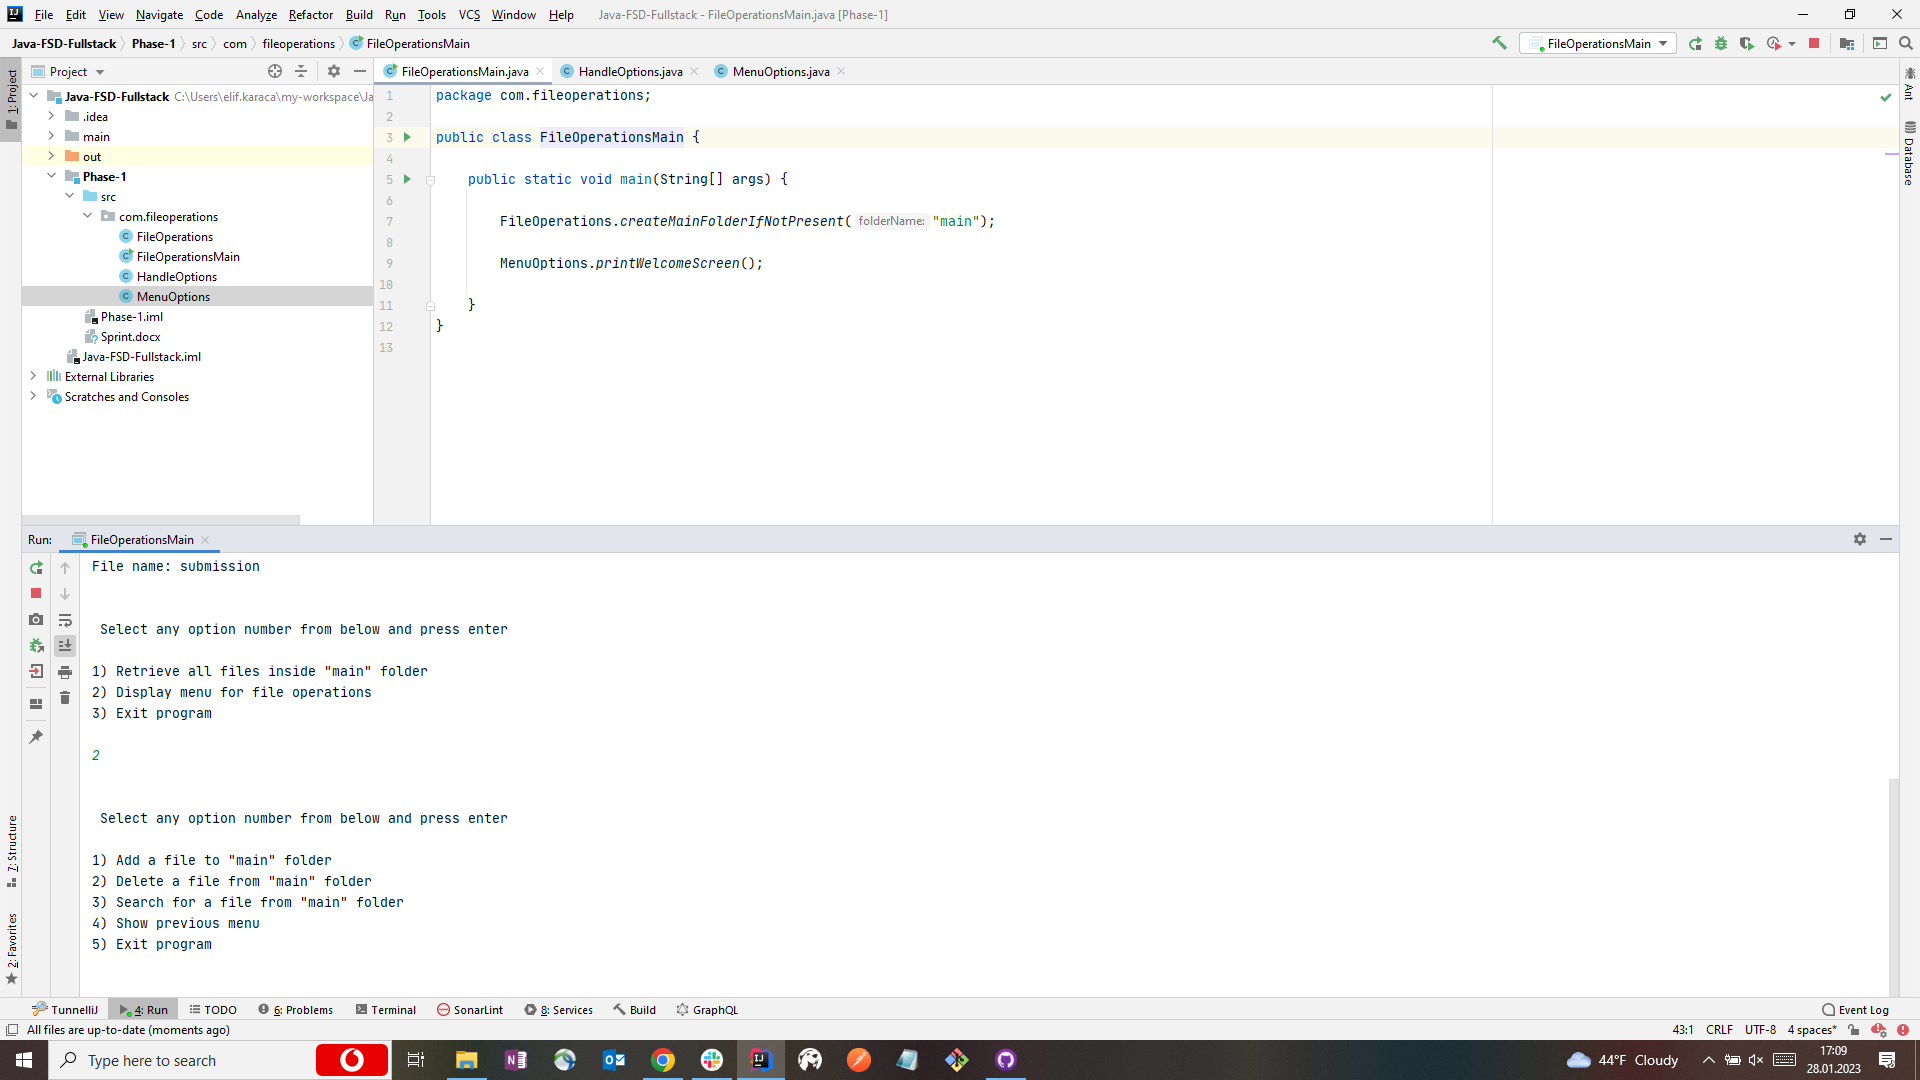 File Edit View Navigate Code Analyze Refactor Build Run Tools VCS Window Help Java-FSD-Fullstack - FileOperationsMain.java [Phase-1]
Java-FSD-Fullstack Phase-1 src com fileoperations FileOperationsMain FileOperationsMain
1: Project
Project
FileOperationsMain.java HandleOptions.java MenuOptions.java
Java-FSD-Fullstack C:\Users\elif.karaca\my-workspace\Ja
.idea
main
out
Phase-1
src
com.fileoperations
FileOperations
FileOperationsMain
HandleOptions
MenuOptions
Phase-1.iml
Sprint.docx
Java-FSD-Fullstack.iml
External Libraries
Scratches and Consoles
1 package com.fileoperations;
2
3 public class FileOperationsMain {
4
5 public static void main(String[] args) {
6
7 FileOperations.createMainFolderIfNotPresent( folderName: "main");
8
9 MenuOptions.printWelcomeScreen();
10
11 }
12 }
13
Ant
Database
Run: FileOperationsMain
File name: submission
Select any option number from below and press enter
1) Retrieve all files inside "main" folder
2) Display menu for file operations
3) Exit program
2
Select any option number from below and press enter
1) Add a file to "main" folder
2) Delete a file from "main" folder
3) Search for a file from "main" folder
4) Show previous menu
5) Exit program
7: Structure
2: Favorites
TunnelliJ 4: Run TODO 6: Problems Terminal SonarLint 8: Services Build GraphQL Event Log
All files are up-to-date (moments ago) 43:1 CRLF UTF-8 4 spaces*
Type here to search
44°F Cloudy
17:09
28.01.2023